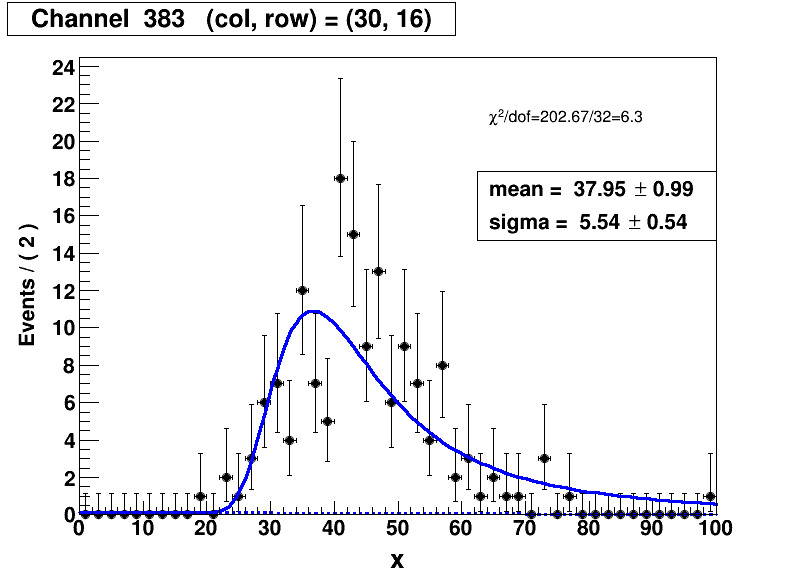 Channel 383 (col, row) = (30, 16)
χ²/dof=202.67/32=6.3
mean = 37.95 ± 0.99
sigma = 5.54 ± 0.54
Events / ( 2 )
24
22
20
18
16
14
12
10
8
6
4
2
0
0 10 20 30 40 50 60 70 80 90 100
x